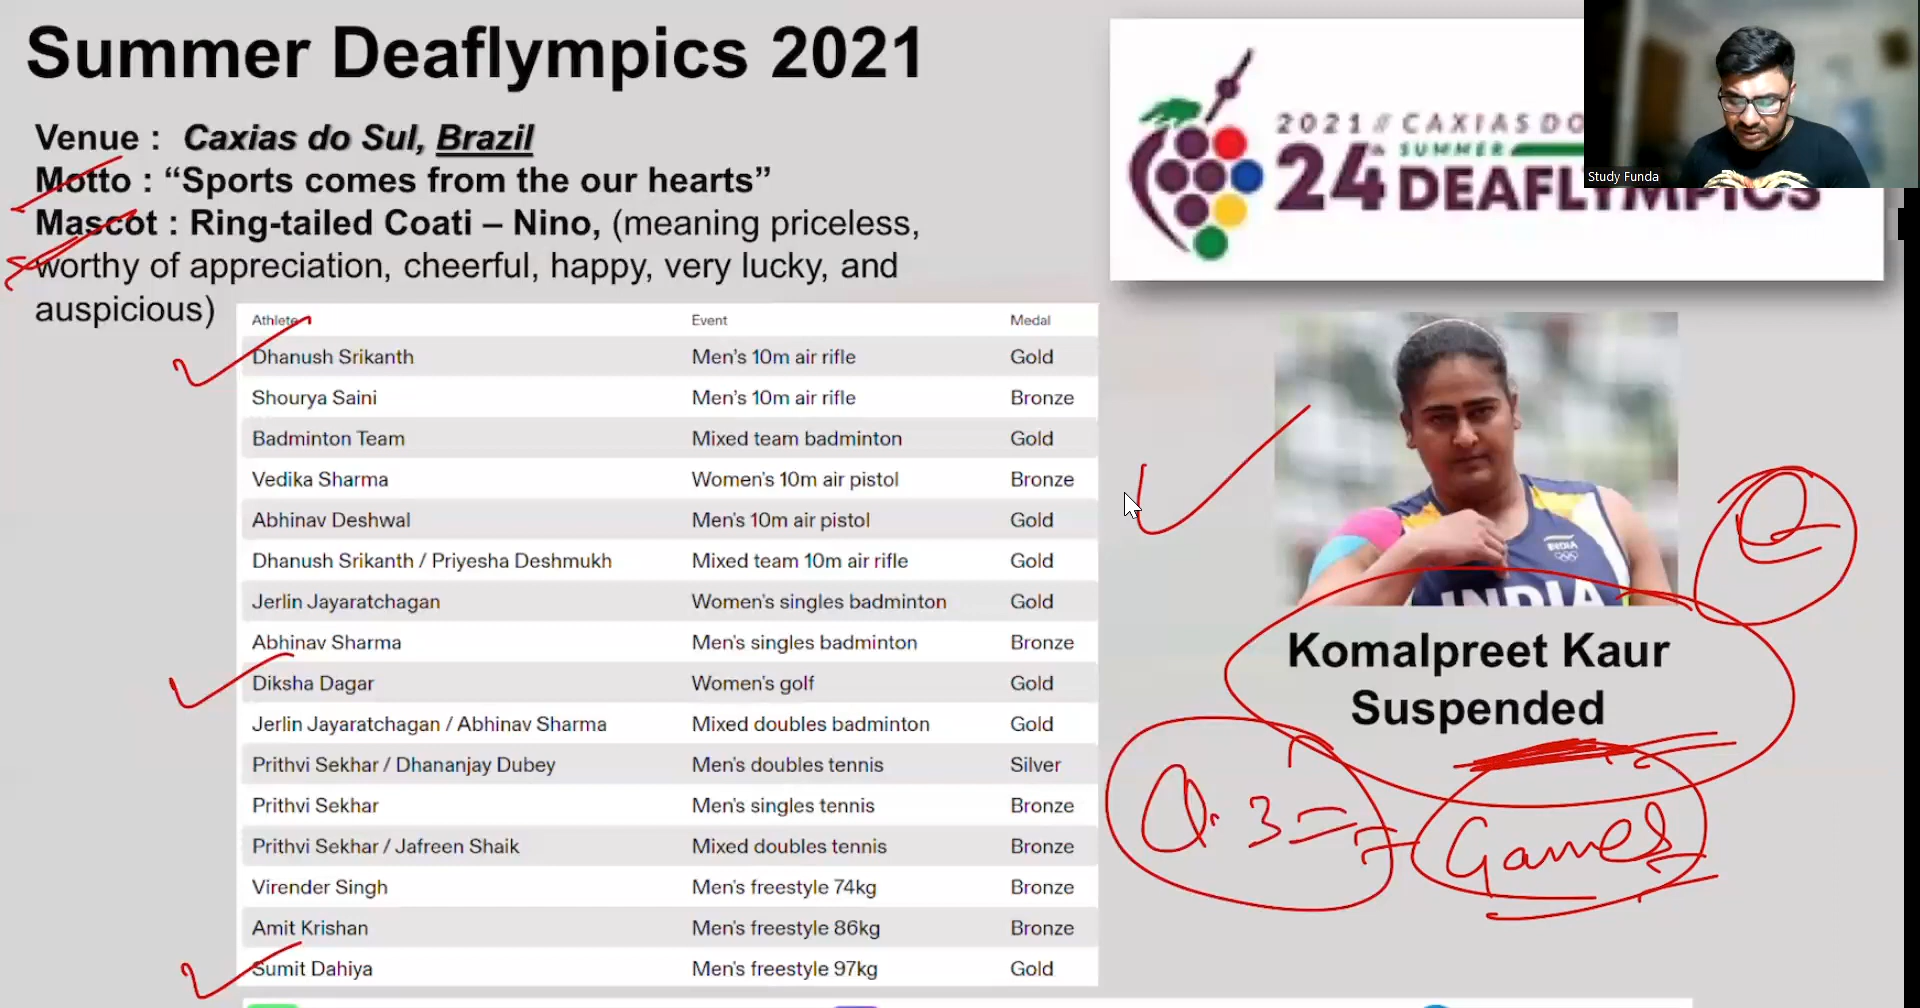 Summer Deaflympics 2021
Venue : Caxias do Sul, Brazil
Motto : “Sports comes from the our hearts”
Mascot : Ring-tailed Coati – Nino, (meaning priceless,
worthy of appreciation, cheerful, happy, very lucky, and
auspicious)
2021 // CAXIAS DO
SUMMER
24 DEAFLYMPICS
Study Funda
Athlete Event Medal
Dhanush Srikanth Men's 10m air rifle Gold
Shourya Saini Men's 10m air rifle Bronze
Badminton Team Mixed team badminton Gold
Vedika Sharma Women's 10m air pistol Bronze
Abhinav Deshwal Men's 10m air pistol Gold
Dhanush Srikanth / Priyesha Deshmukh Mixed team 10m air rifle Gold
Jerlin Jayaratchagan Women's singles badminton Gold
Abhinav Sharma Men's singles badminton Bronze
Diksha Dagar Women's golf Gold
Jerlin Jayaratchagan / Abhinav Sharma Mixed doubles badminton Gold
Prithvi Sekhar / Dhananjay Dubey Men's doubles tennis Silver
Prithvi Sekhar Men's singles tennis Bronze
Prithvi Sekhar / Jafreen Shaik Mixed doubles tennis Bronze
Virender Singh Men's freestyle 74kg Bronze
Amit Krishan Men's freestyle 86kg Bronze
Sumit Dahiya Men's freestyle 97kg Gold
INDIA
INDIA
Komalpreet Kaur
Suspended
Q
Q. 3
Games